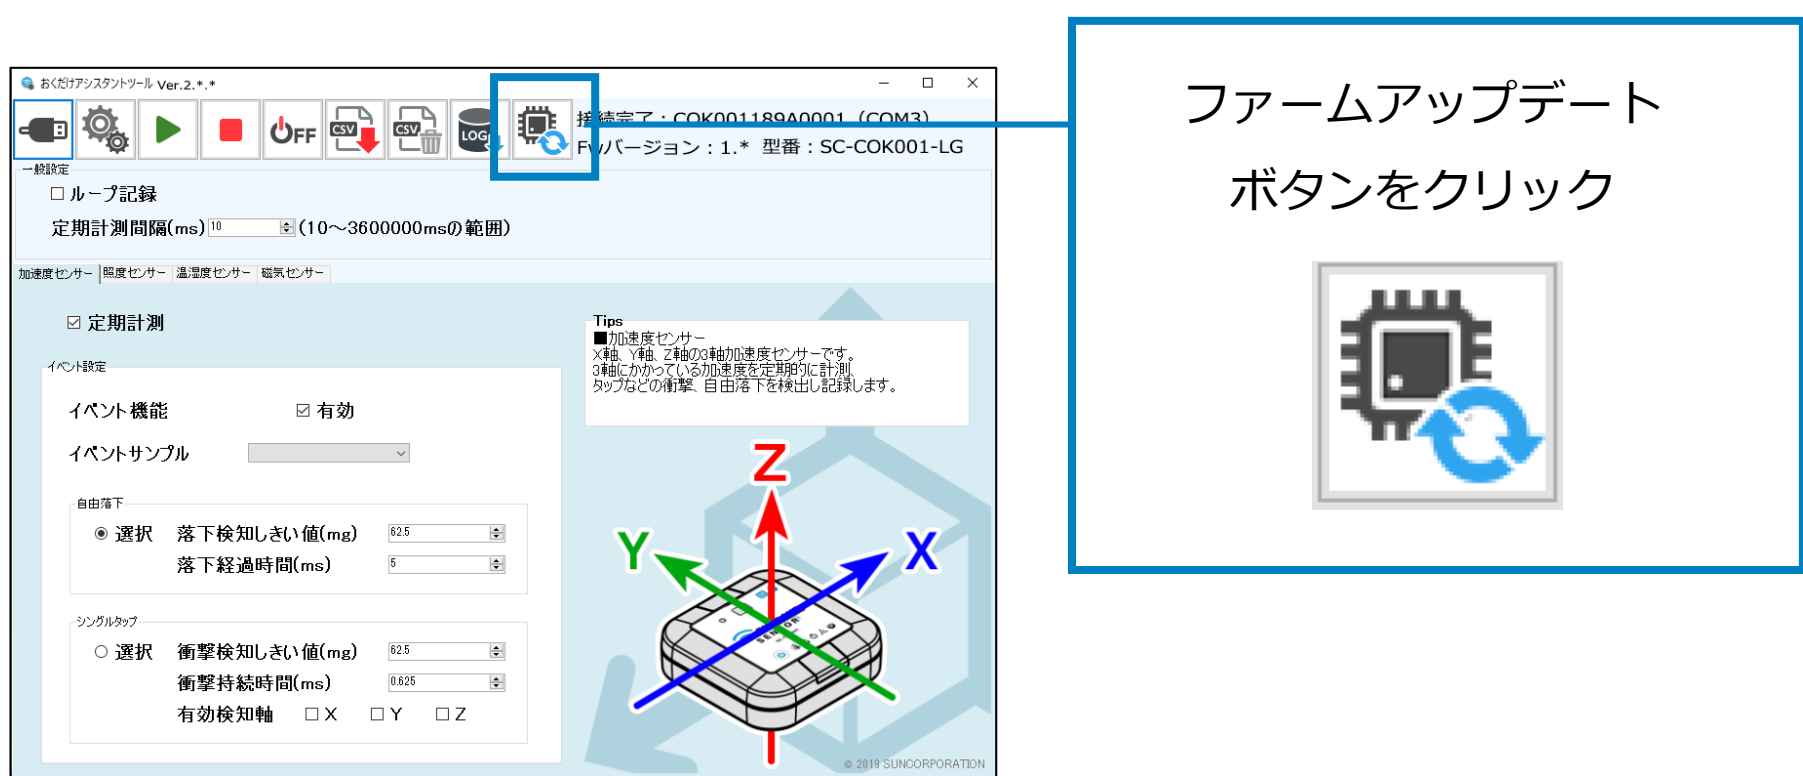 おくだけアシスタントツール Ver.2.*.*
OFF
CSV
CSV
LOG
接続完了：COK001189A0001 (COM3)
Fwバージョン：1.* 型番：SC-COK001-LG
ファームアップデート
ボタンをクリック
一般設定
ループ記録
定期計測間隔(ms) 10 (10～3600000msの範囲)
加速度センサー 照度センサー 温湿度センサー 磁気センサー
定期計測
イベント設定
イベント機能 有効
イベントサンプル
自由落下
選択 落下検知しきい値(mg) 62.5
落下経過時間(ms) 5
シングルタップ
選択 衝撃検知しきい値(mg) 62.5
衝撃持続時間(ms) 0.625
有効検知軸 X Y Z
Tips
■加速度センサー
X軸、Y軸、Z軸の3軸加速度センサーです。
3軸にかかっている加速度を定期的に計測、
タップなどの衝撃、自由落下を検出し記録します。
Z
Y
X
© 2019 SUNCORPORATION